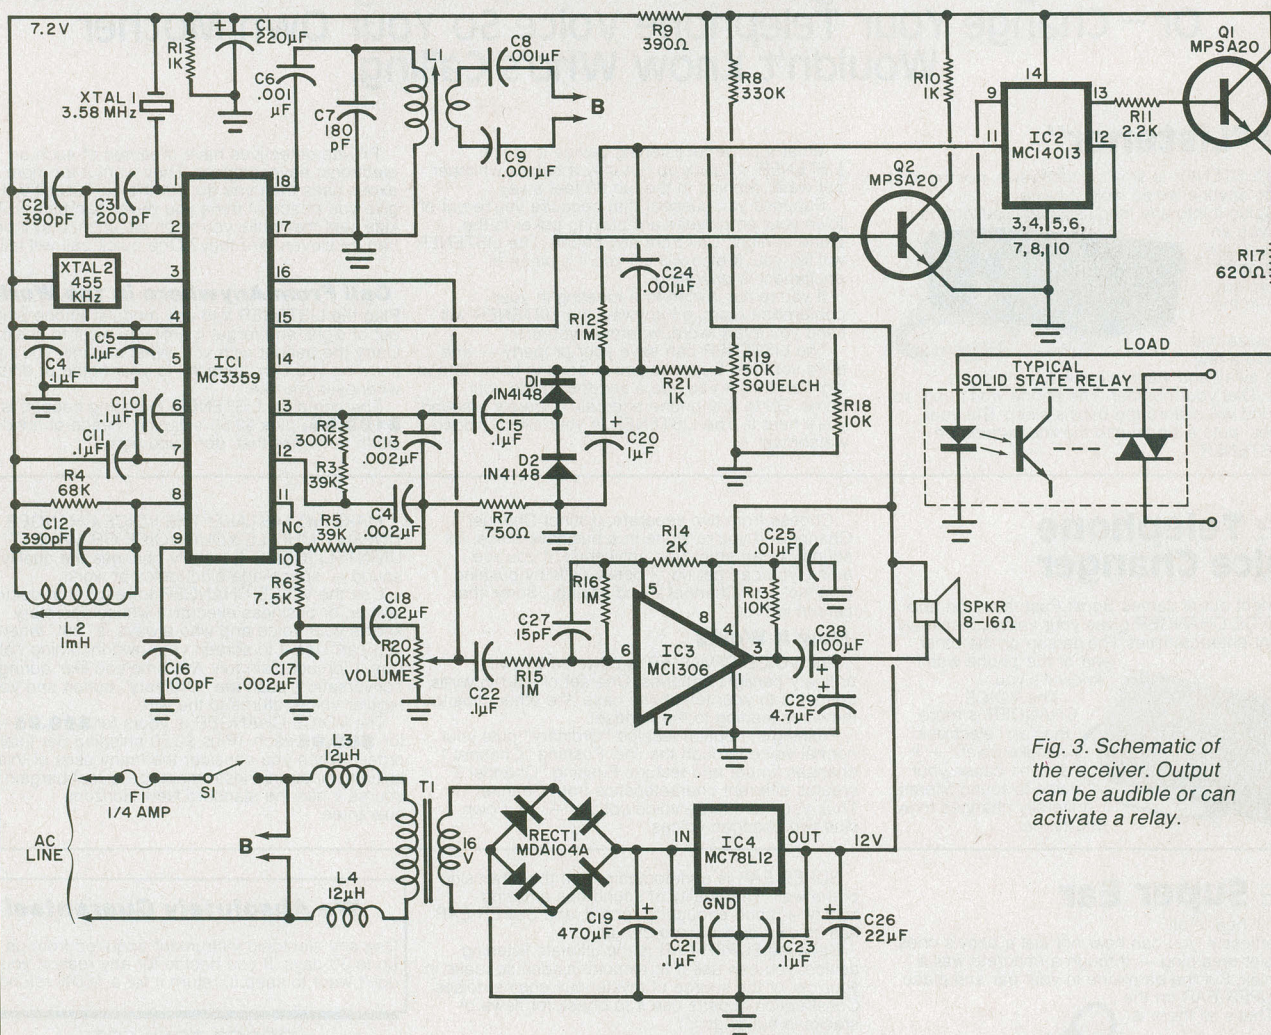 7.2V
R1
1K
C1
220µF
C6
.001
µF
C7
180
pF
L1
C8
.001µF
C9
.001µF
B
R9
390Ω
R8
330K
R10
1K
14
9
11
13
12
IC2
MC14013
3,4, 5,6,
7, 8, 10
R11
2.2K
Q1
MPSA20
Q2
MPSA20
R17
620Ω
XTAL1
3.58 MHz
C2
390pF
C3
200pF
XTAL2
455
KHz
C4
.1µF
C5
.1µF
C10
.1µF
C11
.1µF
R4
68K
C12
390pF
L2
1mH
1
2
3
4
5
6
7
8
9
18
17
16
15
14
13
12
11
NC
10
IC1
MC3359
C16
100pF
R2
300K
R3
39K
C13
.002µF
C4
.002µF
R5
39K
R6
7.5K
C17
.002µF
C18
.02µF
R20
10K
VOLUME
C15
.1µF
D1
IN4148
D2
IN4148
R7
750Ω
R12
1M
C20
1µF
C24
.001µF
R21
1K
R19
50K
SQUELCH
R18
10K
LOAD
TYPICAL
SOLID STATE RELAY
C22
.1µF
R15
1M
C27
15pF
R16
1M
R14
2K
5
8
4
6
3
1
7
IC3
MC1306
R13
10K
C25
.01µF
C28
100µF
C29
4.7µF
SPKR
8-16Ω
Fig. 3. Schematic of
the receiver. Output
can be audible or can
activate a relay.
AC
LINE
F1
1/4 AMP
S1
B
L3
12µH
L4
12µH
T1
16
V
RECT1
MDA104A
C19
470µF
IN
IC4
MC78L12
OUT
GND
12V
C21
.1µF
C23
.1µF
C26
22µF